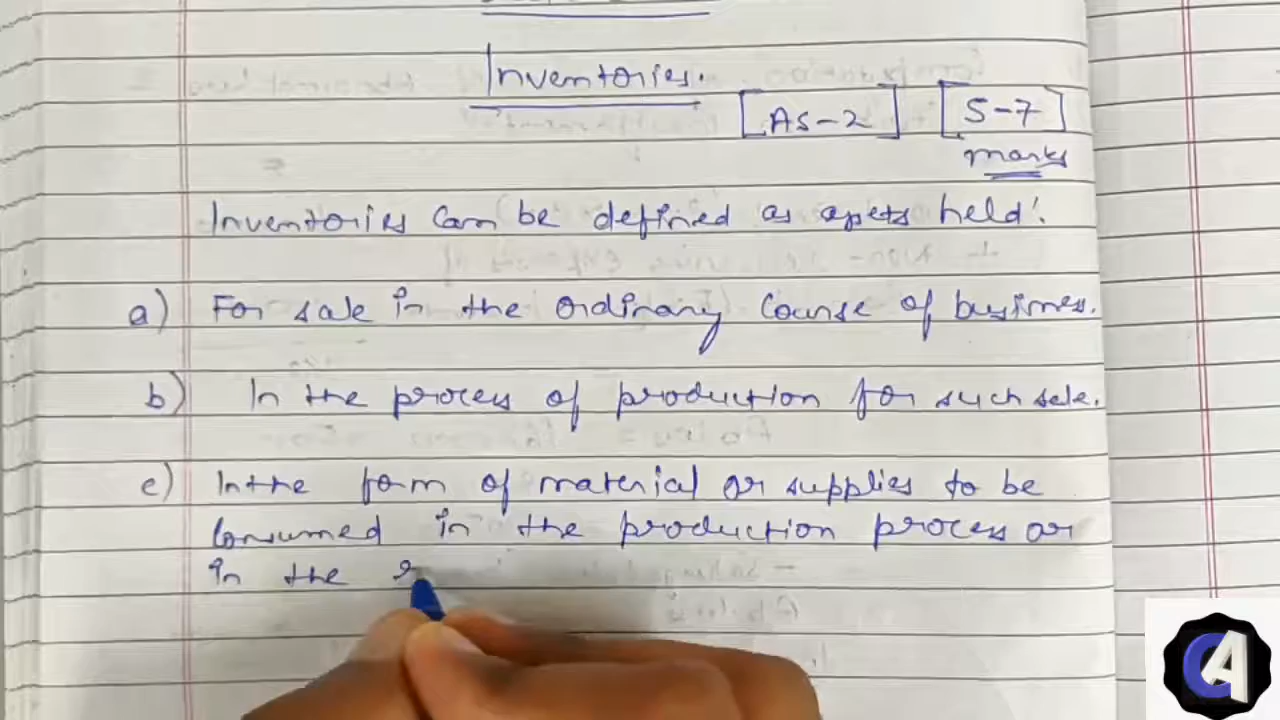 Inventories.
[AS-2] [5-7]
marks
Inventories can be defined as assets held:
a) For sale in the ordinary course of business.
b) In the process of production for such sale.
c) In the form of material or supplies to be
consumed in the production process or
in the
CA